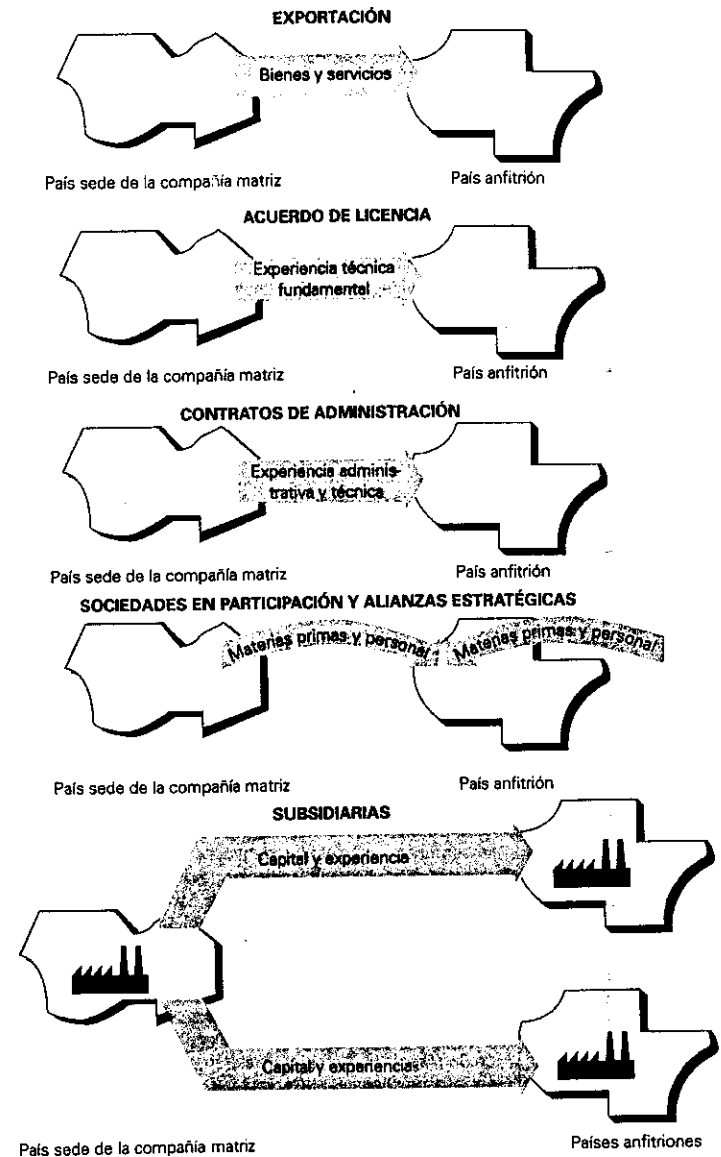 EXPORTACIÓN
Bienes y servicios
País sede de la compañía matriz
País anfitrión
ACUERDO DE LICENCIA
Experiencia técnica
fundamental
País sede de la compañía matriz
País anfitrión
CONTRATOS DE ADMINISTRACIÓN
Experiencia adminis-
trativa y técnica
País sede de la compañía matriz
País anfitrión
SOCIEDADES EN PARTICIPACIÓN Y ALIANZAS ESTRATÉGICAS
Materias primas y personal
Materias primas y personal
País sede de la compañía matriz
País anfitrión
SUBSIDIARIAS
Capital y experiencia
Capital y experiencias
País sede de la compañía matriz
Países anfitriones